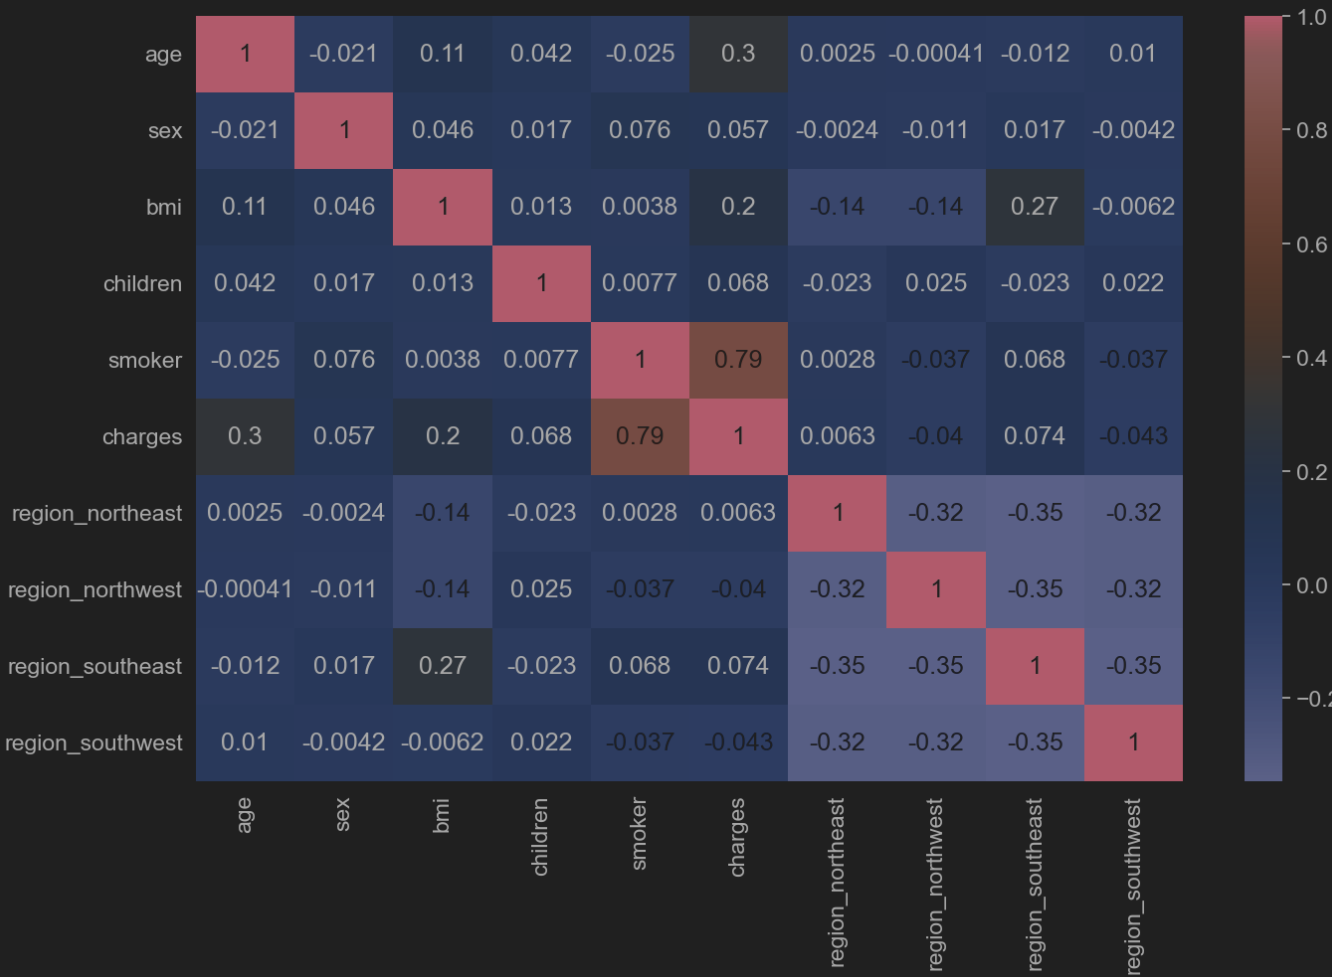 age 1 -0.021 0.11 0.042 -0.025 0.3 0.0025 -0.00041 -0.012 0.01
sex -0.021 1 0.046 0.017 0.076 0.057 -0.0024 -0.011 0.017 -0.0042
bmi 0.11 0.046 1 0.013 0.0038 0.2 -0.14 -0.14 0.27 -0.0062
children 0.042 0.017 0.013 1 0.0077 0.068 -0.023 0.025 -0.023 0.022
smoker -0.025 0.076 0.0038 0.0077 1 0.79 0.0028 -0.037 0.068 -0.037
charges 0.3 0.057 0.2 0.068 0.79 1 0.0063 -0.04 0.074 -0.043
region_northeast 0.0025 -0.0024 -0.14 -0.023 0.0028 0.0063 1 -0.32 -0.35 -0.32
region_northwest -0.00041 -0.011 -0.14 0.025 -0.037 -0.04 -0.32 1 -0.35 -0.32
region_southeast -0.012 0.017 0.27 -0.023 0.068 0.074 -0.35 -0.35 1 -0.35
region_southwest 0.01 -0.0042 -0.0062 0.022 -0.037 -0.043 -0.32 -0.32 -0.35 1
age sex bmi children smoker charges region_northeast region_northwest region_southeast region_southwest
1.0
0.8
0.6
0.4
0.2
0.0
−0.2